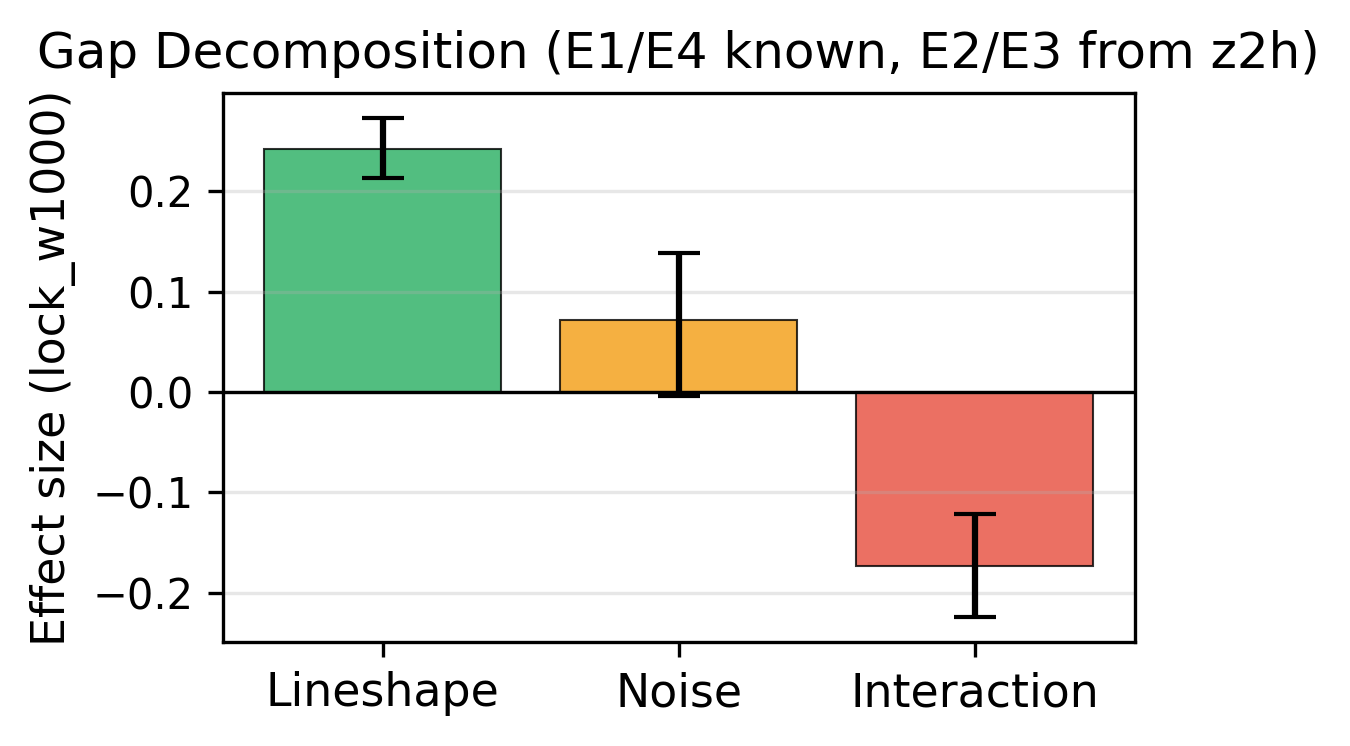 Gap Decomposition (E1/E4 known, E2/E3 from z2h)
Effect size (lock_w1000)
0.2
0.1
0.0
−0.1
−0.2
Lineshape
Noise
Interaction